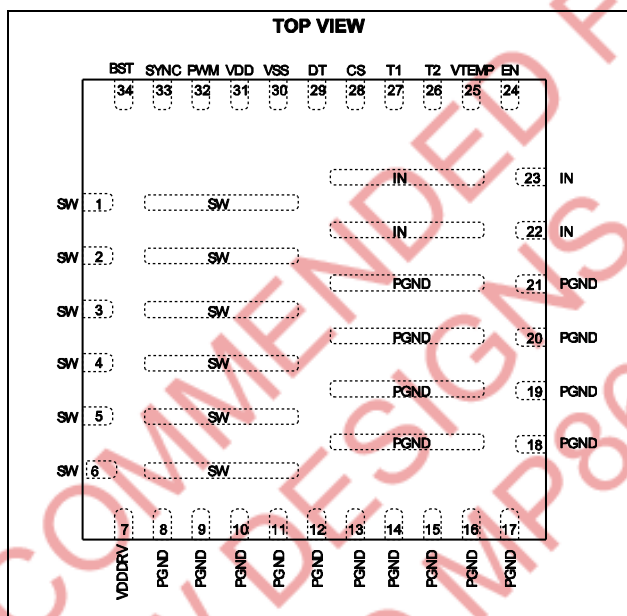 TOP VIEW
BST SYNC PWM VDD VSS DT CS T1 T2 VTEMP EN
34 33 32 31 30 29 28 27 26 25 24
IN 23 IN
SW 1 SW
IN 22 IN
SW 2 SW
PGND 21 PGND
SW 3 SW
PGND 20 PGND
SW 4 SW
PGND 19 PGND
SW 5 SW
PGND 18 PGND
SW 6 SW
7 8 9 10 11 12 13 14 15 16 17
VDDDRV PGND PGND PGND PGND PGND PGND PGND PGND PGND PGND